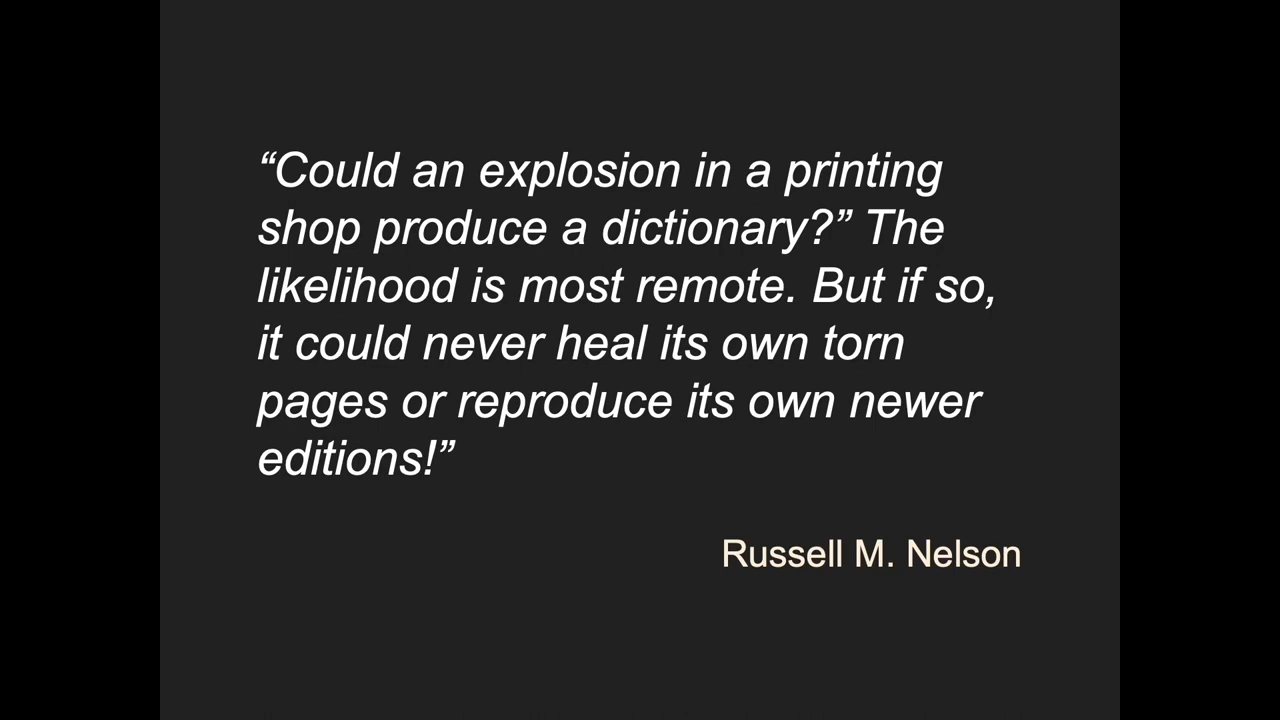 “Could an explosion in a printing
shop produce a dictionary?” The
likelihood is most remote. But if so,
it could never heal its own torn
pages or reproduce its own newer
editions!”
Russell M. Nelson